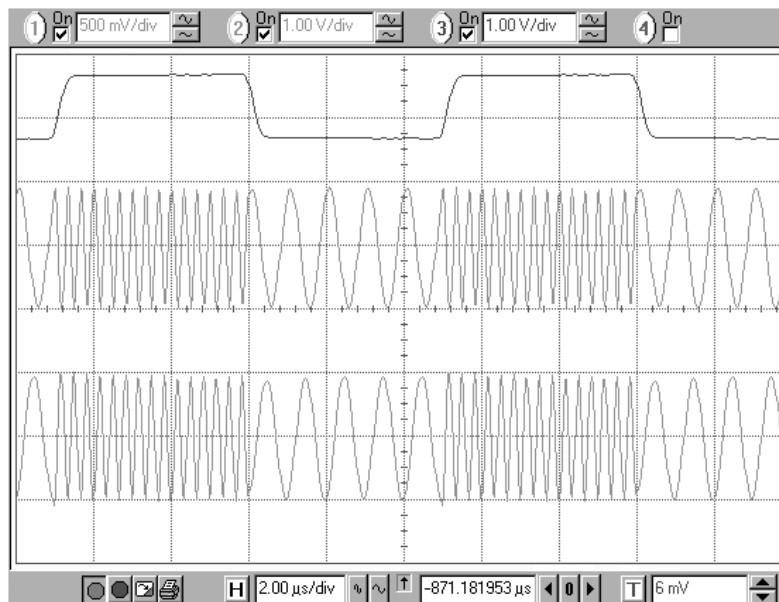 1 On 500 mV/div 2 On 1.00 V/div 3 On 1.00 V/div 4 On
H 2.00 µs/div -871.181953 µs 0 T 6 mV